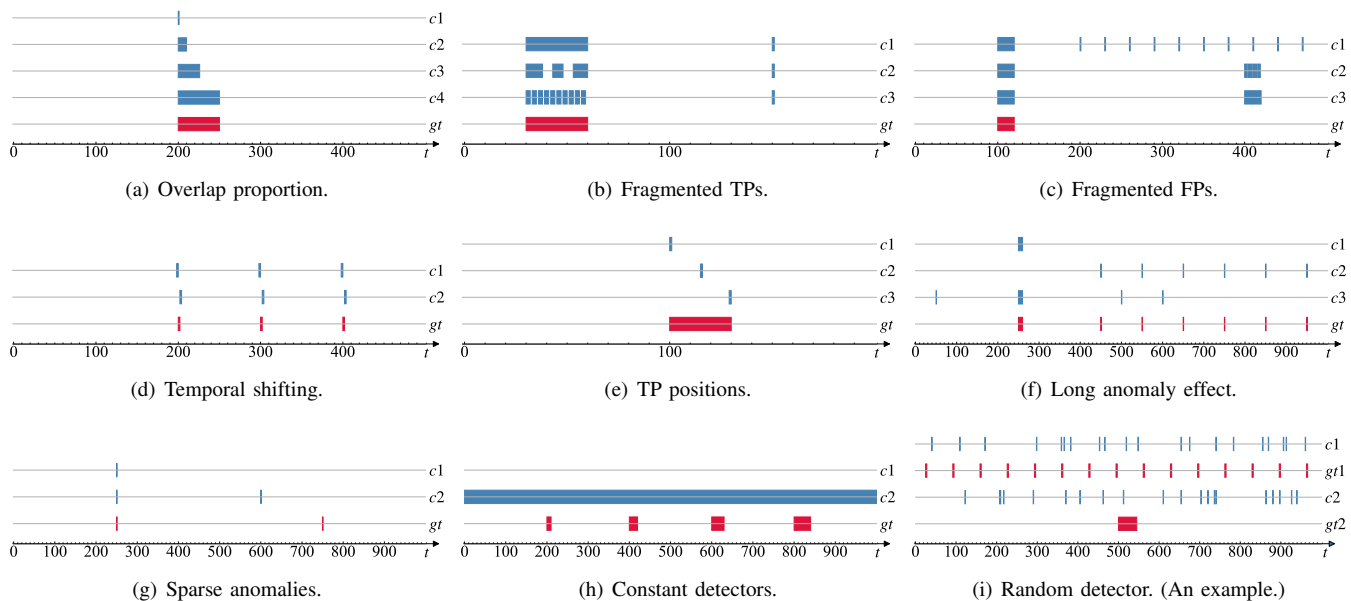 c1
c2
c3
c4
gt
0 100 200 300 400 t
(a) Overlap proportion.
c1
c2
c3
gt
0 100 t
(b) Fragmented TPs.
c1
c2
c3
gt
0 100 200 300 400 t
(c) Fragmented FPs.
c1
c2
gt
0 100 200 300 400 t
(d) Temporal shifting.
c1
c2
c3
gt
100 t
(e) TP positions.
c1
c2
c3
gt
0 100 200 300 400 500 600 700 800 900 t
(f) Long anomaly effect.
c1
c2
gt
0 100 200 300 400 500 600 700 800 900 t
(g) Sparse anomalies.
c1
c2
gt
0 100 200 300 400 500 600 700 800 900 t
(h) Constant detectors.
c1
gt1
c2
gt2
0 100 200 300 400 500 600 700 800 900 t
(i) Random detector. (An example.)